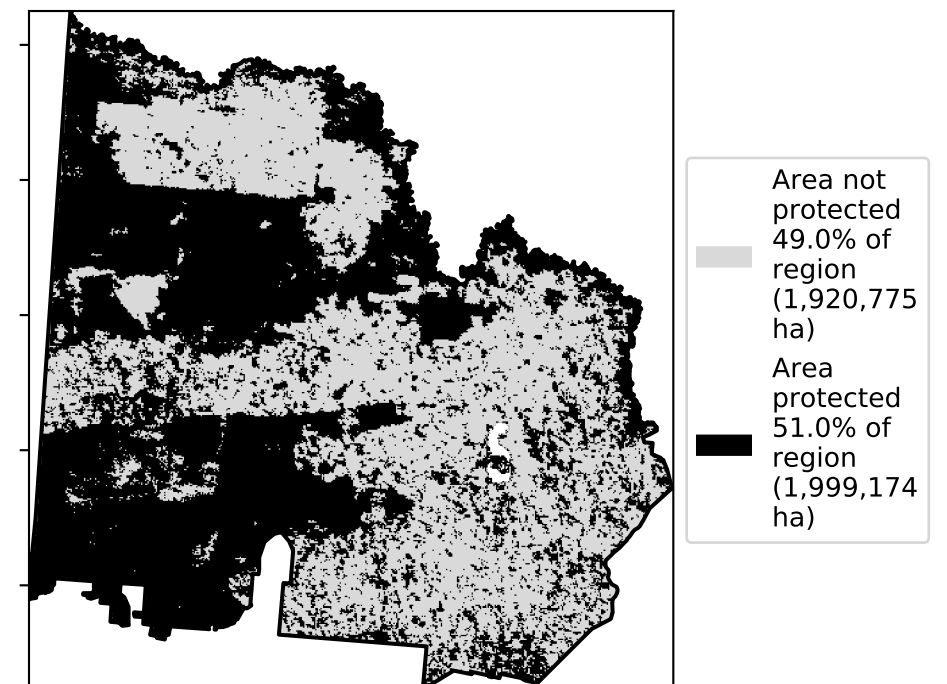 Area not
protected
49.0% of
region
(1,920,775
ha)
Area
protected
51.0% of
region
(1,999,174
ha)